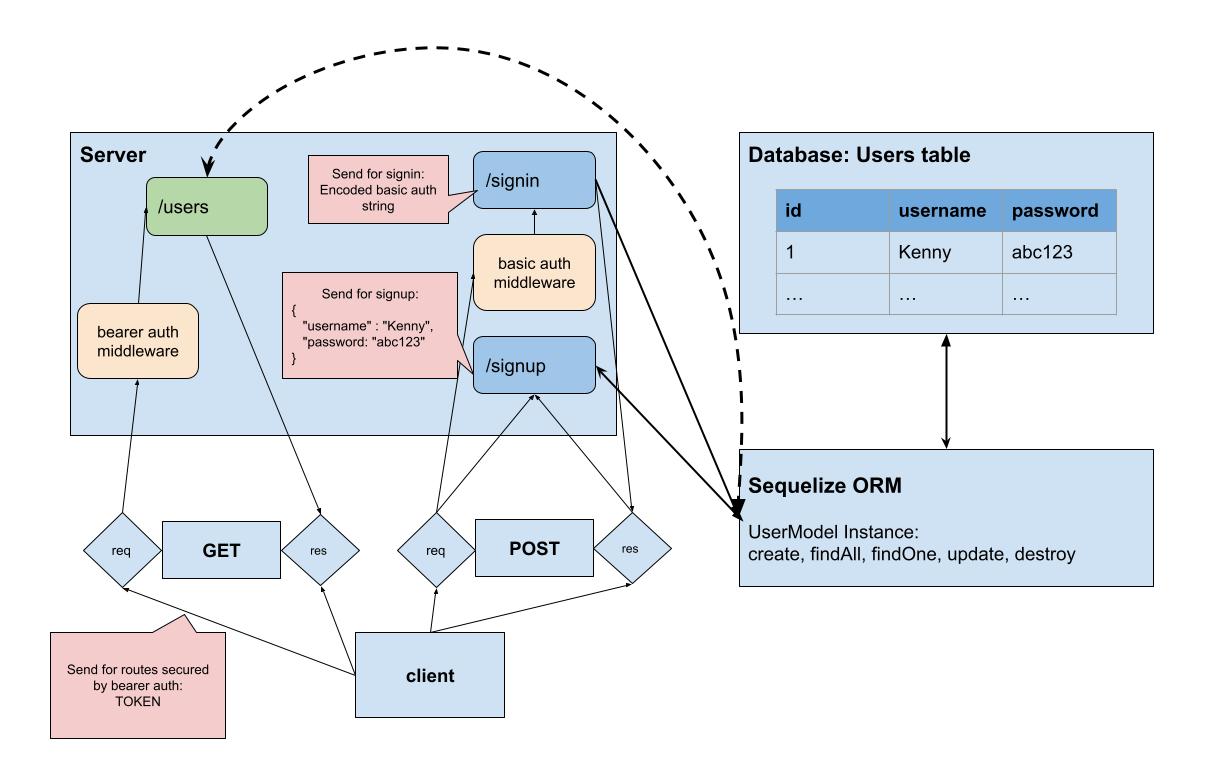 Server
/users
bearer auth
middleware
Send for signin:
Encoded basic auth
string
/signin
basic auth
middleware
Send for signup:
{
"username" : "Kenny",
"password: "abc123"
}
/signup
Database: Users table
id username password
1 Kenny abc123
... ... ...
Sequelize ORM
UserModel Instance:
create, findAll, findOne, update, destroy
req
GET
res
req
POST
res
client
Send for routes secured
by bearer auth:
TOKEN